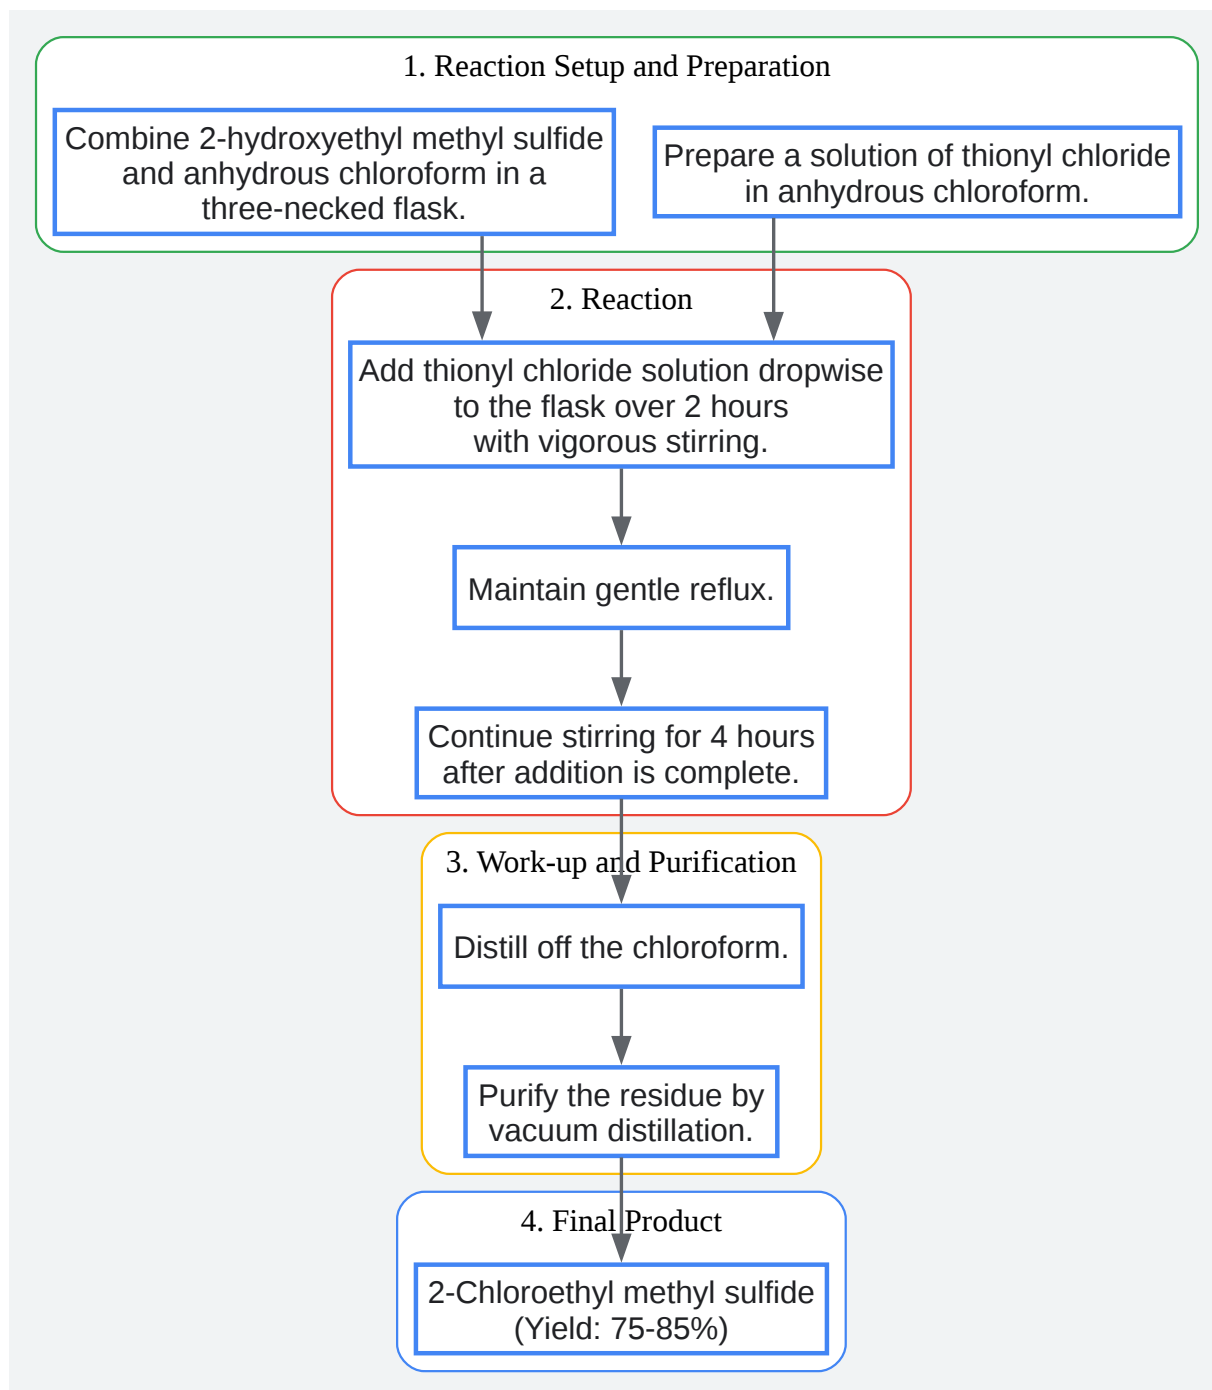 1. Reaction Setup and Preparation
Combine 2-hydroxyethyl methyl sulfide
and anhydrous chloroform in a
three-necked flask.
Prepare a solution of thionyl chloride
in anhydrous chloroform.
2. Reaction
Add thionyl chloride solution dropwise
to the flask over 2 hours
with vigorous stirring.
Maintain gentle reflux.
Continue stirring for 4 hours
after addition is complete.
3. Work-up and Purification
Distill off the chloroform.
Purify the residue by
vacuum distillation.
4. Final Product
2-Chloroethyl methyl sulfide
(Yield: 75-85%)